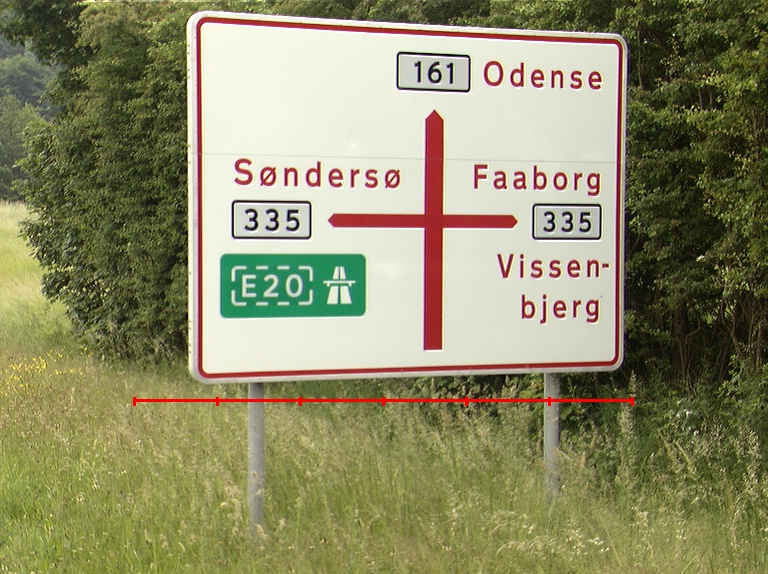 161 Odense
Søndersø
335
E20
Faaborg
335
Vissen-
bjerg